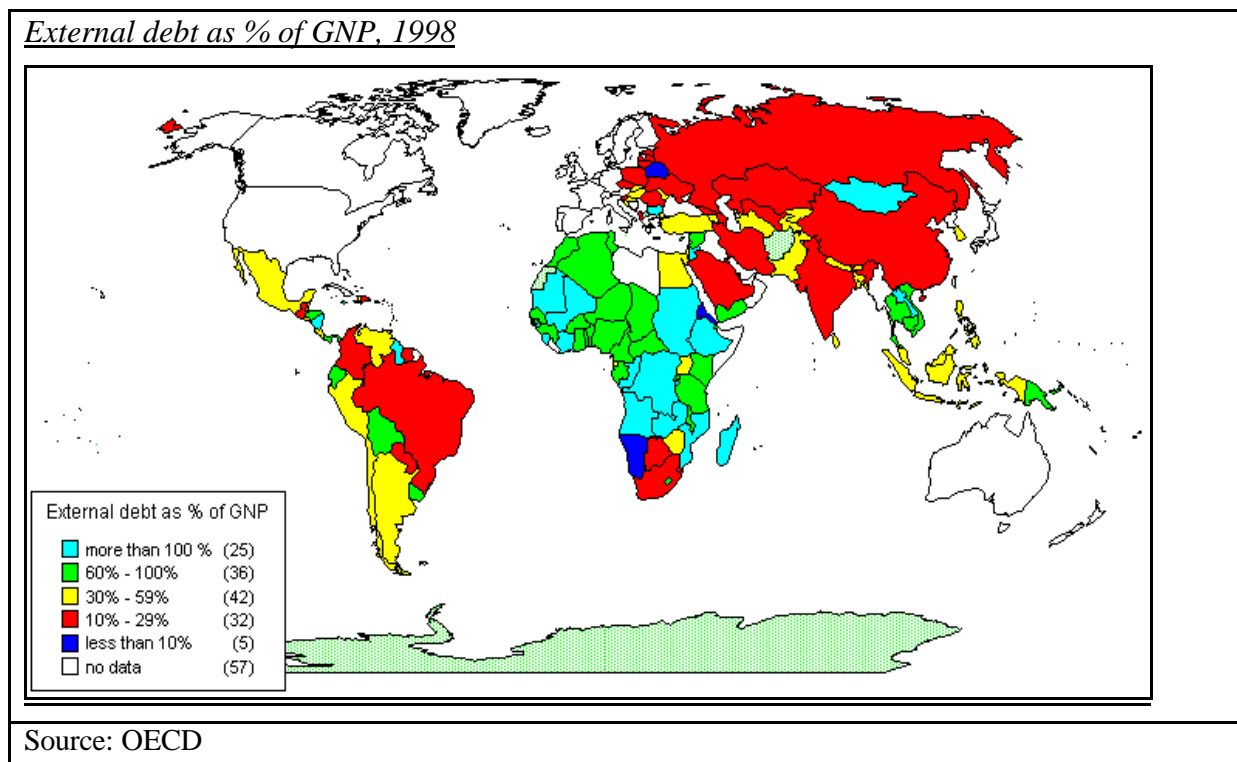 External debt as % of GNP, 1998
External debt as % of GNP
more than 100 % (25)
60% - 100% (36)
30% - 59% (42)
10% - 29% (32)
less than 10% (5)
no data (57)
Source: OECD